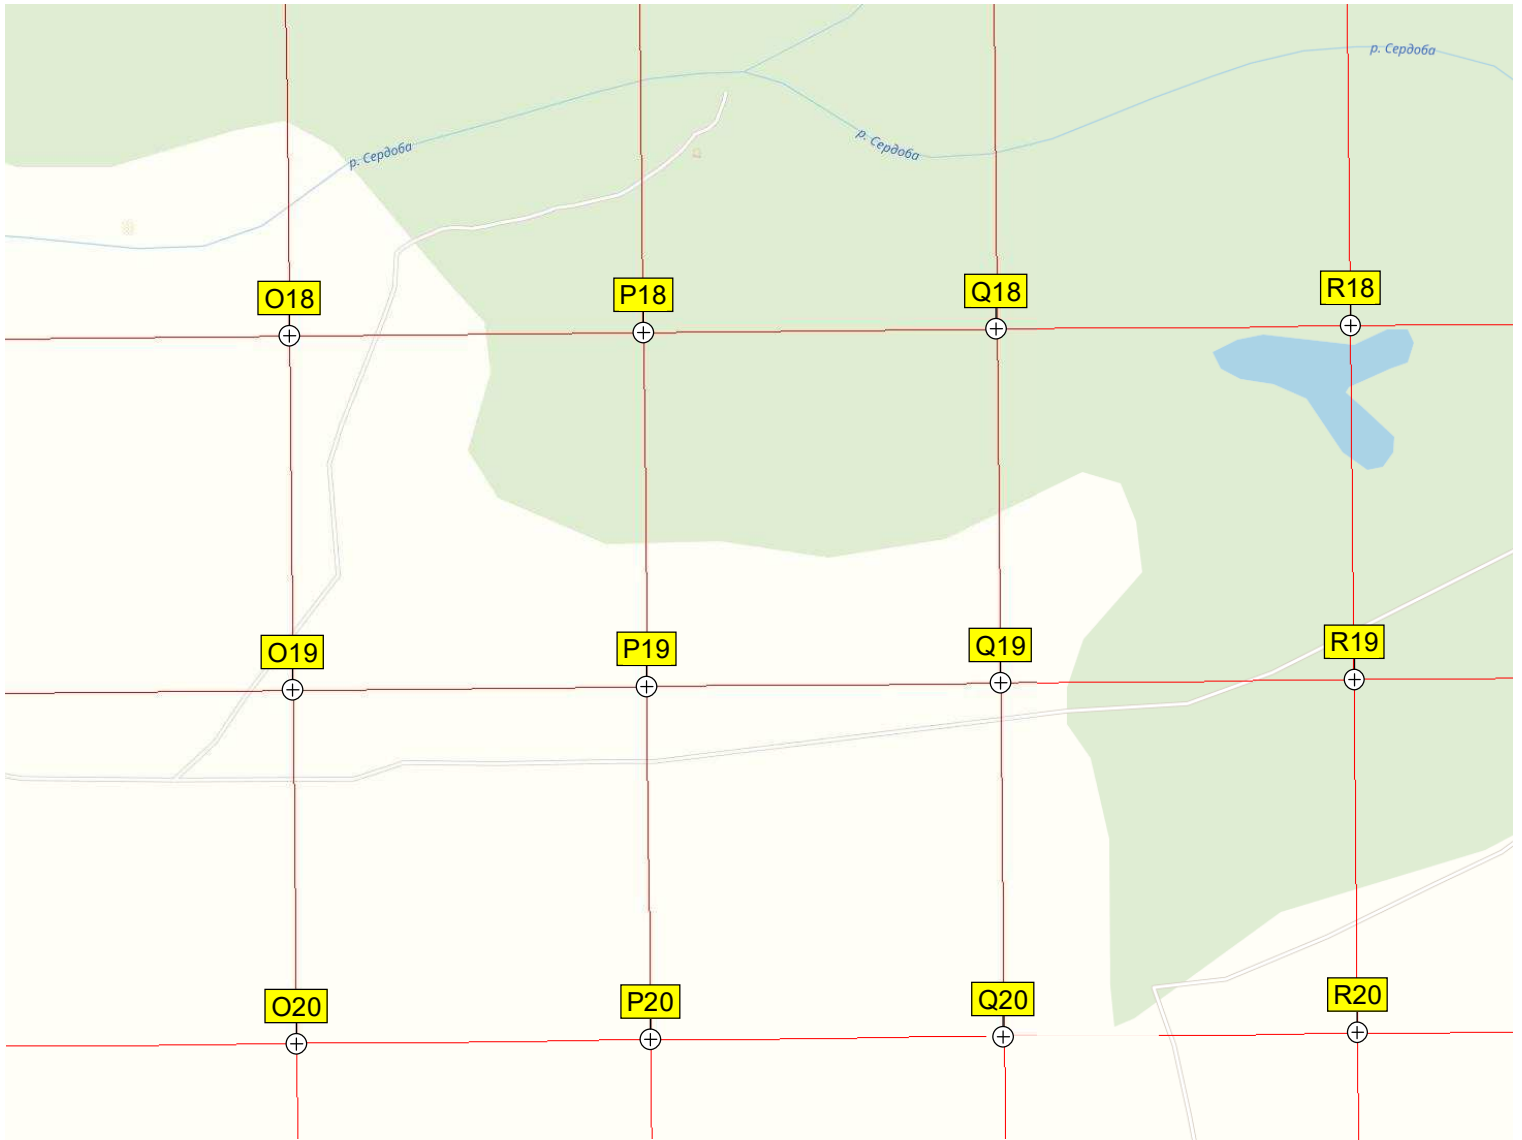 р. Сердоба
р. Сердоба
р. Сердоба
O18
P18
Q18
R18
O19
P19
Q19
R19
O20
P20
Q20
R20